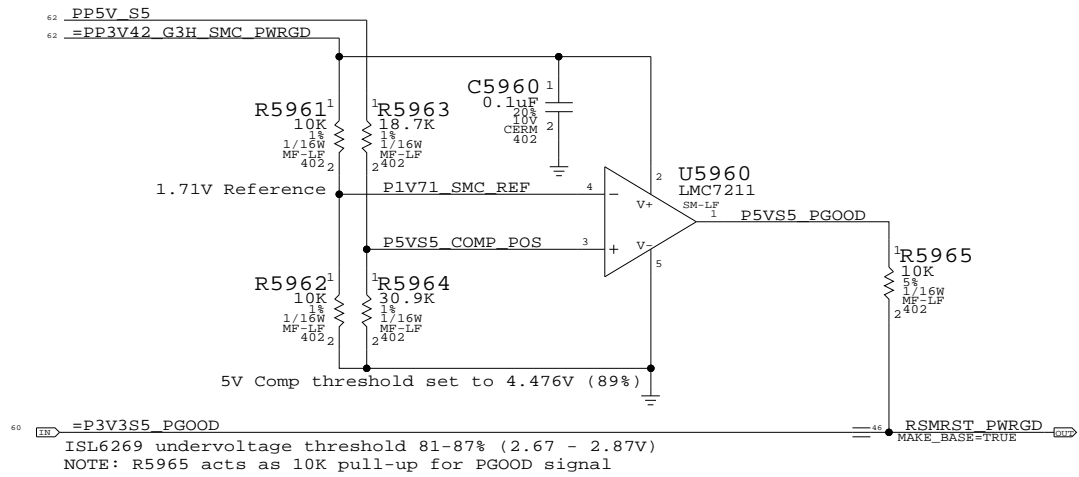 62 PP5V_S5
62 =PP3V42_G3H_SMC_PWRGD
C5960 1
0.1uF
20%
10V
CERM
402
2
R5961 1
10K
1%
1/16W
MF-LF
402 2
1 R5963
18.7K
1%
1/16W
MF-LF
2 402
1.71V Reference
P1V71_SMC_REF 4
P5VS5_COMP_POS 3
−
+
V+
V-
2
5
U5960
LMC7211
SM-LF
1 P5VS5_PGOOD
R5962 1
10K
1%
1/16W
MF-LF
402 2
1 R5964
30.9K
1%
1/16W
MF-LF
2 402
1 R5965
10K
5%
1/16W
MF-LF
2 402
5V Comp threshold set to 4.476V (89%)
60 IN =P3V3S5_PGOOD
46 RSMRST_PWRGD OUT
MAKE_BASE=TRUE
ISL6269 undervoltage threshold 81-87% (2.67 - 2.87V)
NOTE: R5965 acts as 10K pull-up for PGOOD signal